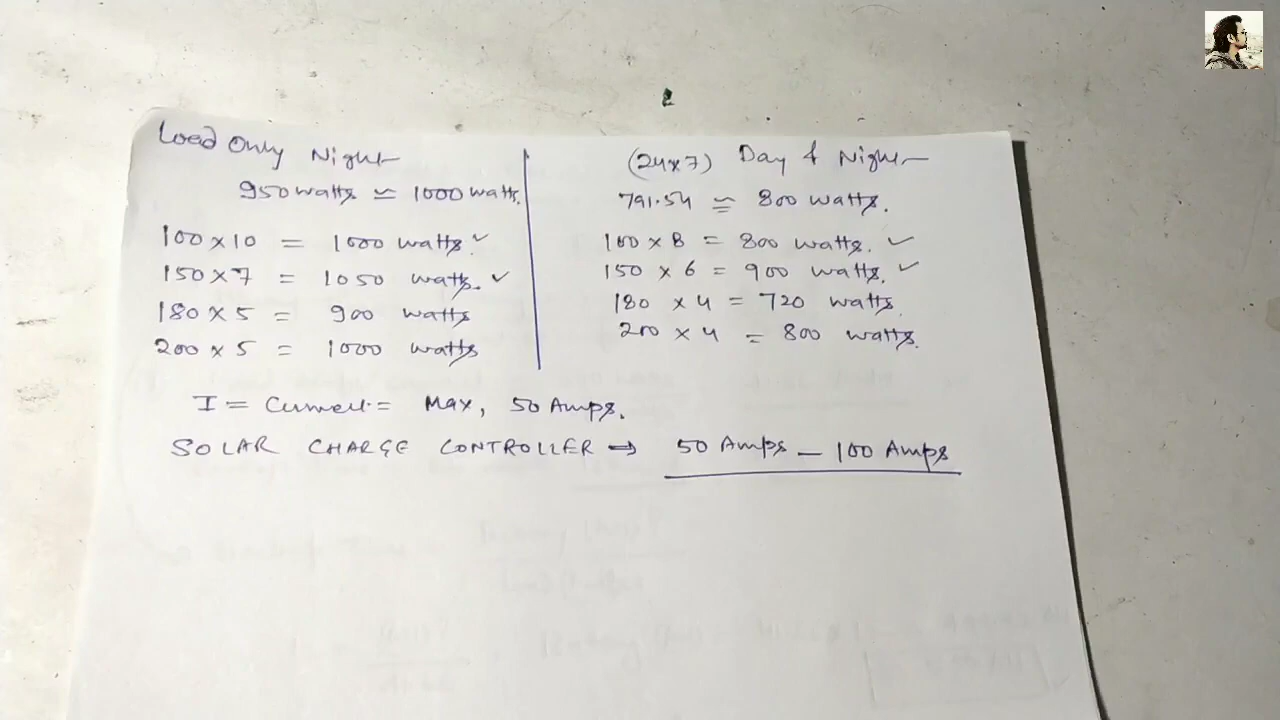 Load Only Night
950 watts ≃ 1000 watts.
100 x 10 = 1000 watts. ✓
150 x 7 = 1050 watts. ✓
180 x 5 = 900 watts
200 x 5 = 1000 watts
(24x7) Day & Night
791.54 ≃ 800 watts.
100 x 8 = 800 watts. ✓
150 x 6 = 900 watts. ✓
180 x 4 = 720 watts.
200 x 4 = 800 watts.
I = Current = Max, 50 Amps.
SOLAR CHARGE CONTROLLER → 50 Amps – 100 Amps